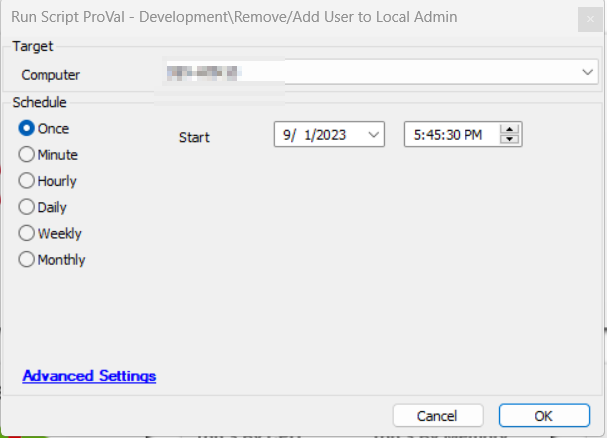 Run Script ProVal - Development\Remove/Add User to Local Admin
Target
Computer
Schedule
Once
Start
9/ 1/2023
5:45:30 PM
Minute
Hourly
Daily
Weekly
Monthly
Advanced Settings
Cancel
OK